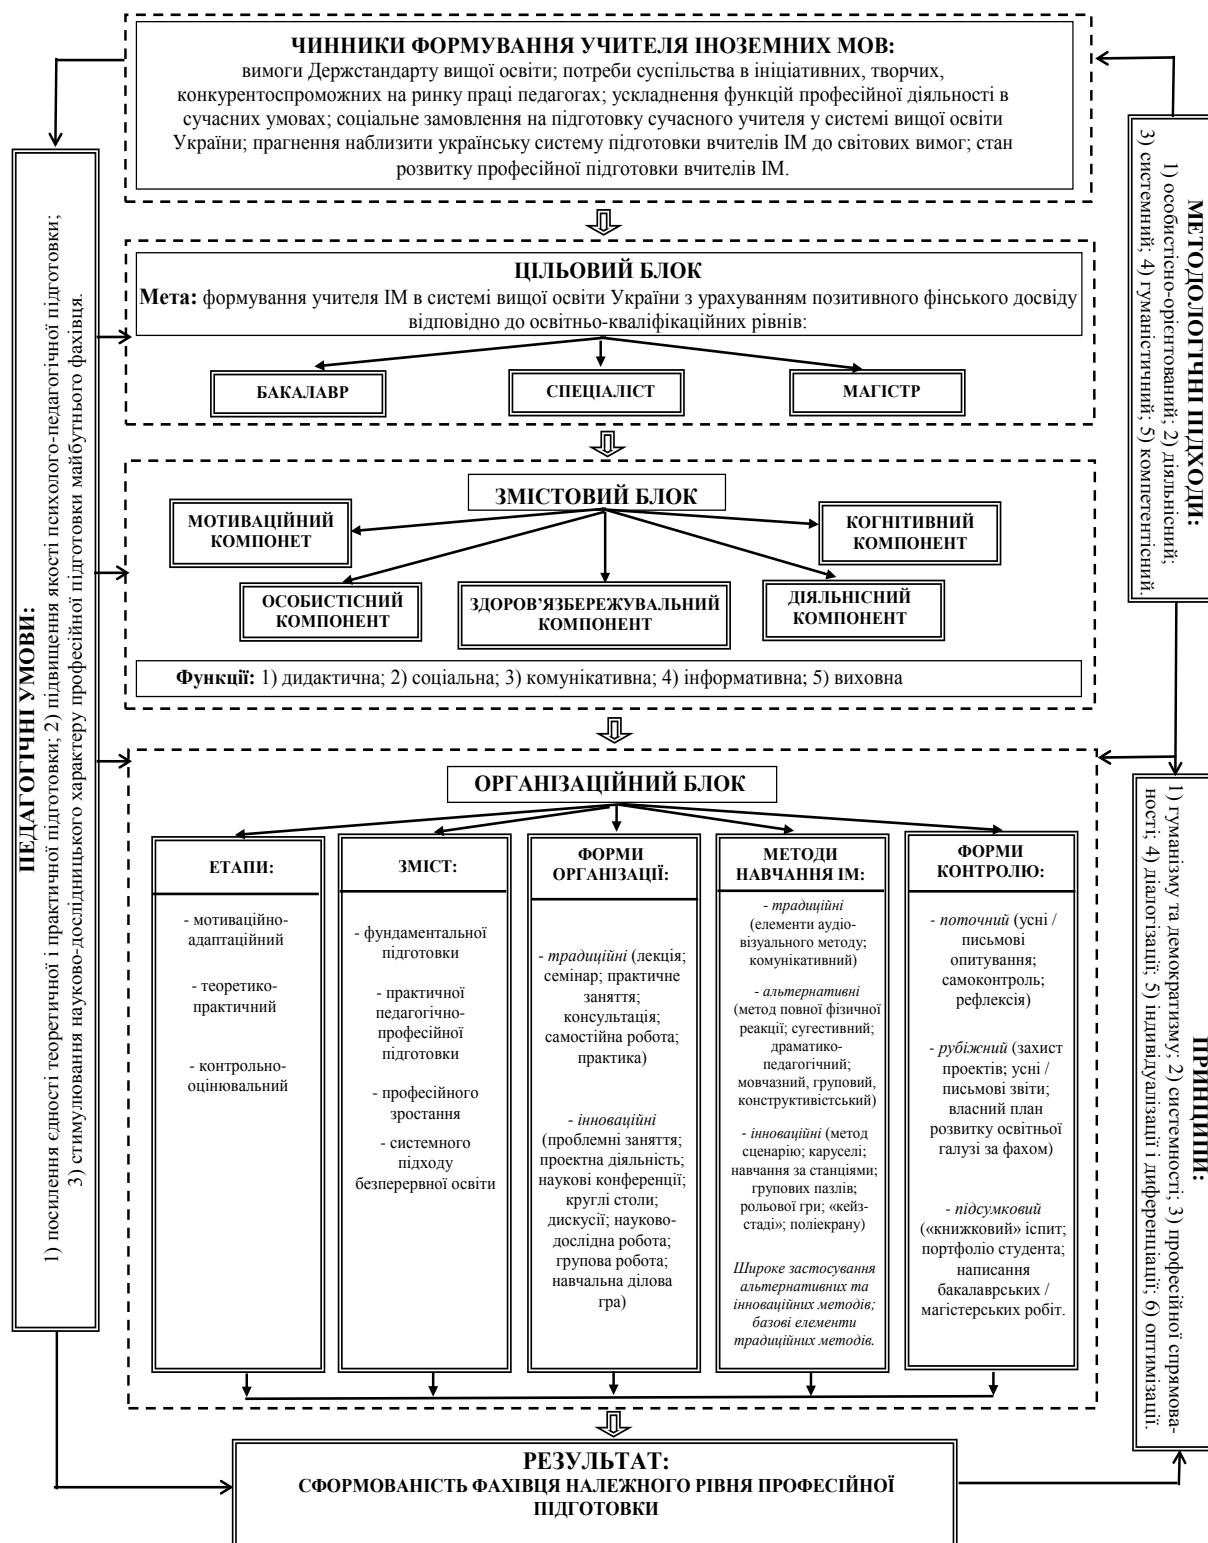 ЧИННИКИ ФОРМУВАННЯ УЧИТЕЛЯ ІНОЗЕМНИХ МОВ:
вимоги Держстандарту вищої освіти; потреби суспільства в ініціативних, творчих,
конкурентоспроможних на ринку праці педагогах; ускладнення функцій професійної діяльності в
сучасних умовах; соціальне замовлення на підготовку сучасного учителя у системі вищої освіти
України; прагнення наблизити українську систему підготовки вчителів ІМ до світових вимог; стан
розвитку професійної підготовки вчителів ІМ.
ПЕДАГОГІЧНІ УМОВИ:
1) посилення єдності теоретичної і практичної підготовки; 2) підвищення якості психолого-педагогічної підготовки;
3) стимулювання науково-дослідницького характеру професійної підготовки майбутнього фахівця.
МЕТОДОЛОГІЧНІ ПІДХОДИ:
1) особистісно-орієнтований; 2) діяльнісний;
3) системний; 4) гуманістичний; 5) компетентісний.
ЦІЛЬОВИЙ БЛОК
Мета: формування учителя ІМ в системі вищої освіти України з урахуванням позитивного фінського досвіду
відповідно до освітньо-кваліфікаційних рівнів:
БАКАЛАВР
СПЕЦІАЛІСТ
МАГІСТР
ЗМІСТОВИЙ БЛОК
МОТИВАЦІЙНИЙ
КОМПОНЕТ
КОГНІТИВНИЙ
КОМПОНЕНТ
ОСОБИСТІСНИЙ
КОМПОНЕНТ
ЗДОРОВ’ЯЗБЕРЕЖУВАЛЬНИЙ
КОМПОНЕНТ
ДІЯЛЬНІСНИЙ
КОМПОНЕНТ
Функції: 1) дидактична; 2) соціальна; 3) комунікативна; 4) інформативна; 5) виховна
ПРИНЦИПИ:
1) гуманізму та демократизму; 2) системності; 3) професійної спрямова-
ності; 4) діалогізації; 5) індивідуалізації і диференціації; 6) оптимізації.
ОРГАНІЗАЦІЙНИЙ БЛОК
ЕТАПИ:
- мотиваційно-
адаптаційний
- теоретико-
практичний
- контрольно-
оцінювальний
ЗМІСТ:
- фундаментальної
підготовки
- практичної
педагогічно-
професійної
підготовки
- професійного
зростання
- системного
підходу
безперервної освіти
ФОРМИ
ОРГАНІЗАЦІЇ:
- традиційні (лекція;
семінар; практичне
заняття;
консультація;
самостійна робота;
практика)
- інноваційні
(проблемні заняття;
проектна діяльність;
наукові конференції;
круглі столи;
дискусії; науково-
дослідна робота;
групова робота;
навчальна ділова
гра)
МЕТОДИ
НАВЧАННЯ ІМ:
- традиційні
(елементи аудіо-
візуального методу;
комунікативний)
- альтернативні
(метод повної фізичної
реакції; сугестивний;
драматико-
педагогічний;
мовчазний, груповий,
конструктивістський)
- інноваційні (метод
сценарію; каруселі;
навчання за станціями;
групових пазлів;
рольової гри; «кейз-
стаді»; поліекрану)
Широке застосування
альтернативних та
інноваційних методів;
базові елементи
традиційних методів.
ФОРМИ
КОНТРОЛЮ:
- поточний (усні /
письмові
опитування;
самоконтроль;
рефлексія)
- рубіжний (захист
проектів; усні /
письмові звіти;
власний план
розвитку освітньої
галузі за фахом)
- підсумковий
(«книжковий» іспит;
портфоліо студента;
написання
бакалаврських /
магістерських робіт.
РЕЗУЛЬТАТ:
СФОРМОВАНІСТЬ ФАХІВЦЯ НАЛЕЖНОГО РІВНЯ ПРОФЕСІЙНОЇ
ПІДГОТОВКИ